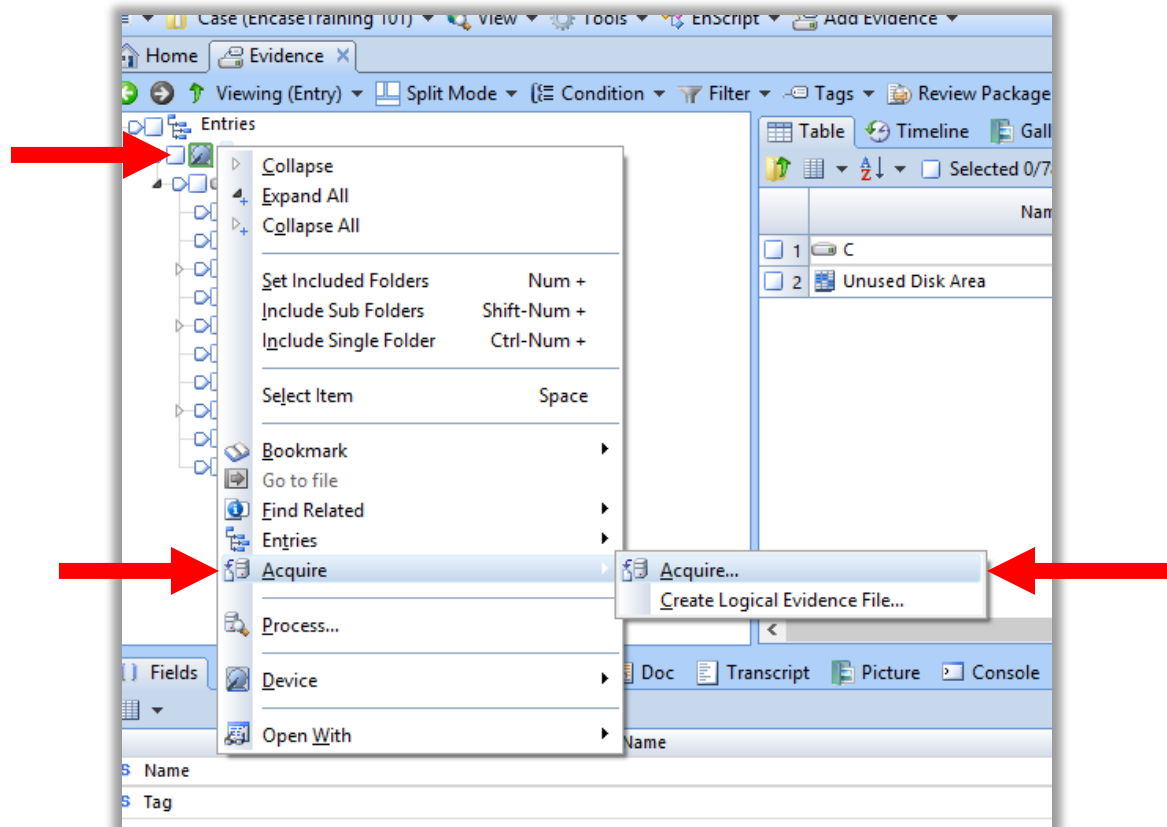 Case (EncaseTraining 101) View Tools EnScript Add Evidence
Home Evidence
Viewing (Entry) Split Mode Condition Filter Tags Review Package
Entries
Table Timeline Gall
Selected 0/7
Nam
1 C
2 Unused Disk Area
Collapse
Expand All
Collapse All
Set Included Folders Num +
Include Sub Folders Shift-Num +
Include Single Folder Ctrl-Num +
Select Item Space
Bookmark
Go to file
Find Related
Entries
Acquire
Acquire...
Create Logical Evidence File...
Process...
Device
Open With
Fields Doc Transcript Picture Console
Name
Name
Tag